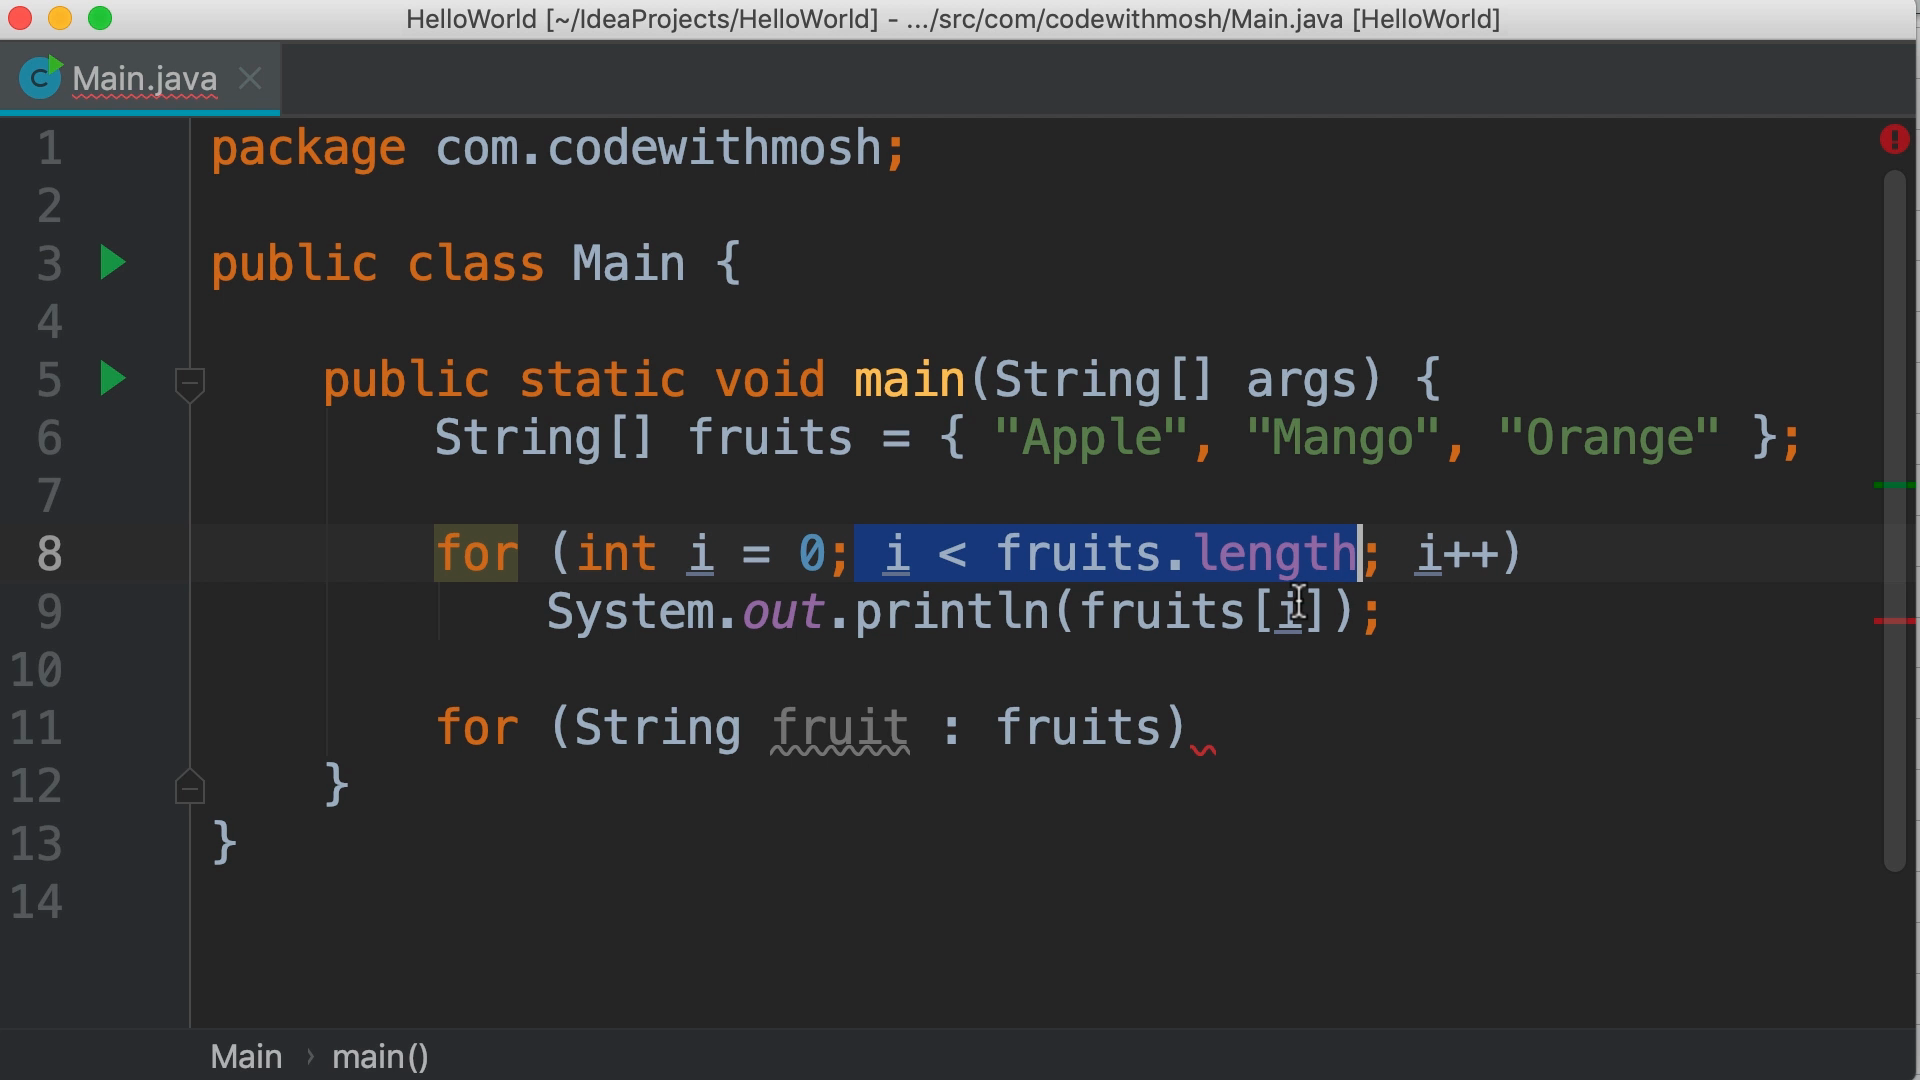 HelloWorld [~/IdeaProjects/HelloWorld] - .../src/com/codewithmosh/Main.java [HelloWorld]
C Main.java
1 package com.codewithmosh;
2
3 public class Main {
4
5 public static void main(String[] args) {
6 String[] fruits = { "Apple", "Mango", "Orange" };
7
8 for (int i = 0; i < fruits.length; i++)
9 System.out.println(fruits[i]);
10
11 for (String fruit : fruits)
12 }
13 }
14
Main › main()